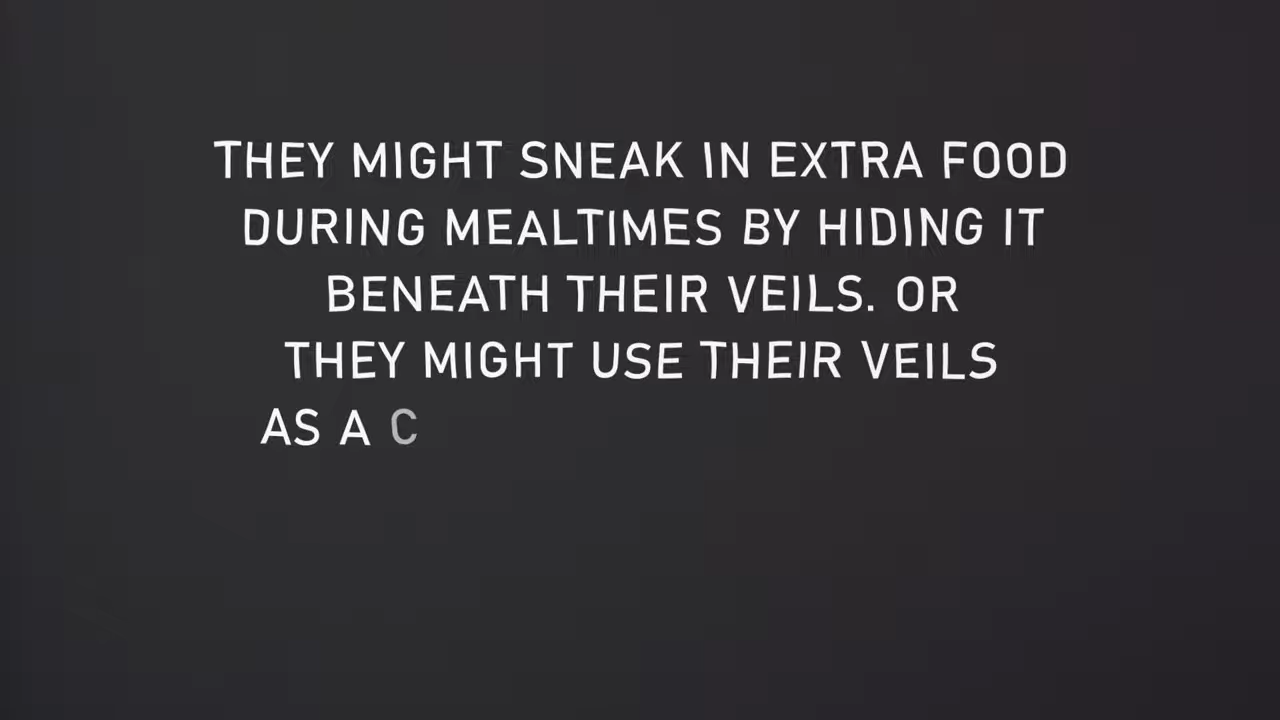 THEY MIGHT SNEAK IN EXTRA FOOD
DURING MEALTIMES BY HIDING IT
BENEATH THEIR VEILS. OR
THEY MIGHT USE THEIR VEILS
AS A C